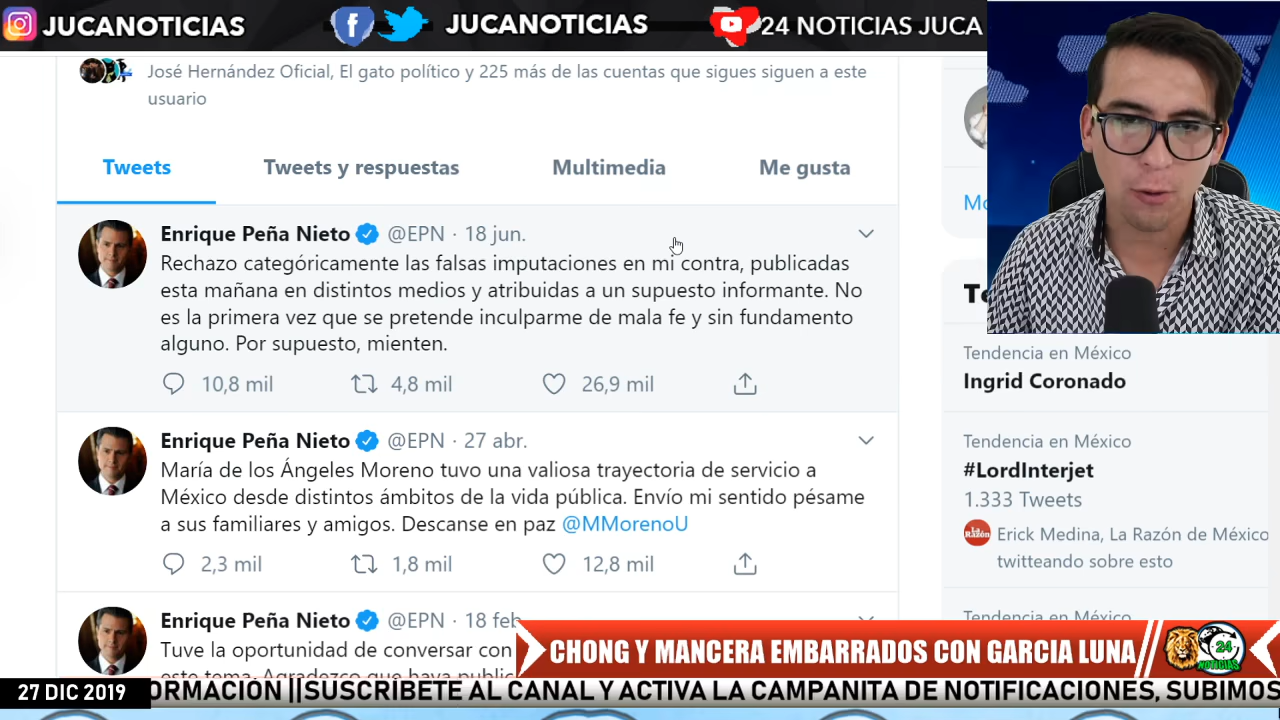 JUCANOTICIAS
JUCANOTICIAS
24 NOTICIAS JUCA
José Hernández Oficial, El gato político y 225 más de las cuentas que sigues siguen a este
usuario
Tweets
Tweets y respuestas
Multimedia
Me gusta
Enrique Peña Nieto @EPN · 18 jun.
Rechazo categóricamente las falsas imputaciones en mi contra, publicadas
esta mañana en distintos medios y atribuidas a un supuesto informante. No
es la primera vez que se pretende inculparme de mala fe y sin fundamento
alguno. Por supuesto, mienten.
10,8 mil
4,8 mil
26,9 mil
Enrique Peña Nieto @EPN · 27 abr.
María de los Ángeles Moreno tuvo una valiosa trayectoria de servicio a
México desde distintos ámbitos de la vida pública. Envío mi sentido pésame
a sus familiares y amigos. Descanse en paz @MMorenoU
2,3 mil
1,8 mil
12,8 mil
Enrique Peña Nieto @EPN · 18 feb
Tuve la oportunidad de conversar con
Tendencia en México
Ingrid Coronado
Tendencia en México
#LordInterjet
1.333 Tweets
La Razón
Erick Medina, La Razón de México
twitteando sobre esto
Tendencia en México
CHONG Y MANCERA EMBARRADOS CON GARCIA LUNA
24
NOTICIAS
27 DIC 2019
ORMACIÓN ||SUSCRÍBETE AL CANAL Y ACTIVA LA CAMPANITA DE NOTIFICACIONES, SUBIMOS